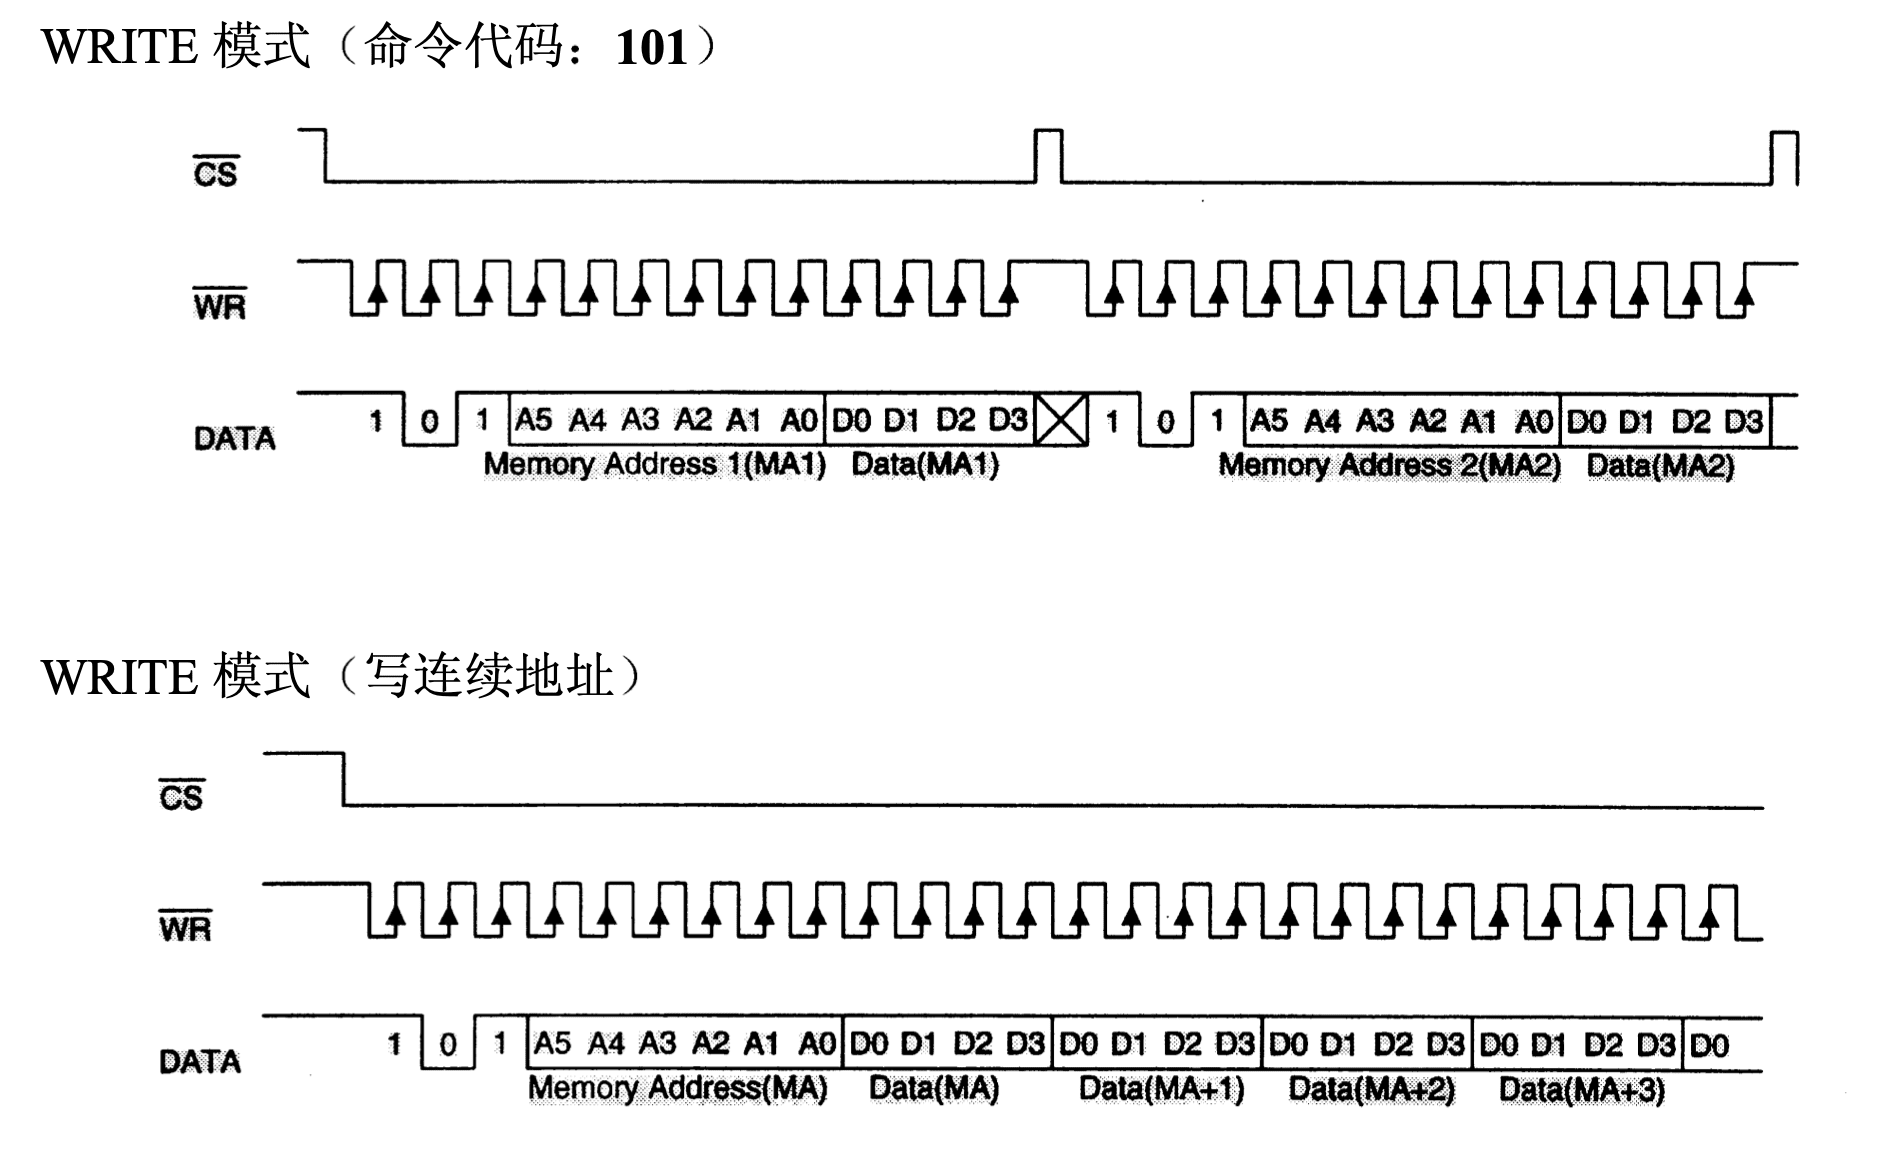 WRITE 模式（命令代码：101）
CS
WR
DATA 1 0 1 A5 A4 A3 A2 A1 A0 D0 D1 D2 D3 1 0 1 A5 A4 A3 A2 A1 A0 D0 D1 D2 D3
Memory Address 1(MA1) Data(MA1) Memory Address 2(MA2) Data(MA2)
WRITE 模式（写连续地址）
CS
WR
DATA 1 0 1 A5 A4 A3 A2 A1 A0 D0 D1 D2 D3 D0 D1 D2 D3 D0 D1 D2 D3 D0 D1 D2 D3 D0
Memory Address(MA) Data(MA) Data(MA+1) Data(MA+2) Data(MA+3)